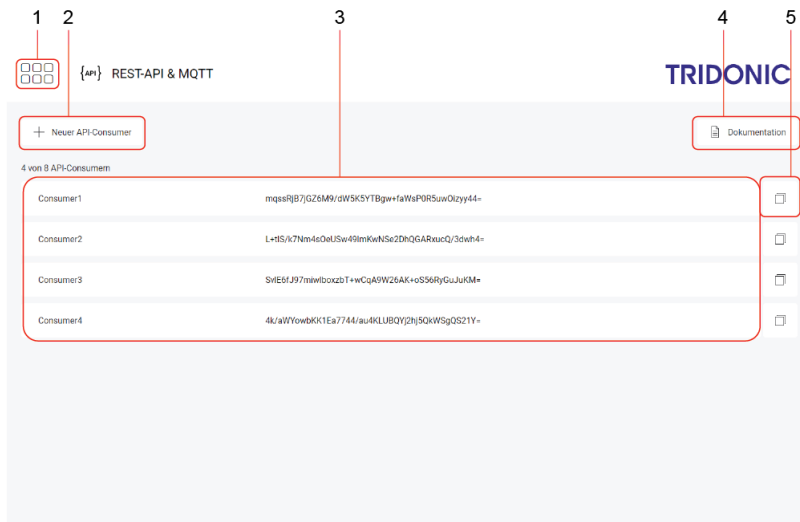 1 2 3 4 5
{API} REST-API & MQTT
TRIDONIC
Neuer API-Consumer
Dokumentation
4 von 8 API-Consumern
Consumer1 mqssRjB7jGZ6M9/dW5K5YTBgw+faWsP0R5uwOizyy44=
Consumer2 L+tlS/k7Nm4sOeUSw49lmKwNSe2DhQGARxucQ/3dwh4=
Consumer3 SvlE6fJ97miwlboxzbT+wCqA9W26AK+oS56RyGuJuKM=
Consumer4 4k/aWYowbKK1Ea7744/au4KLUBQYj2hj5QkWSgQS21Y=